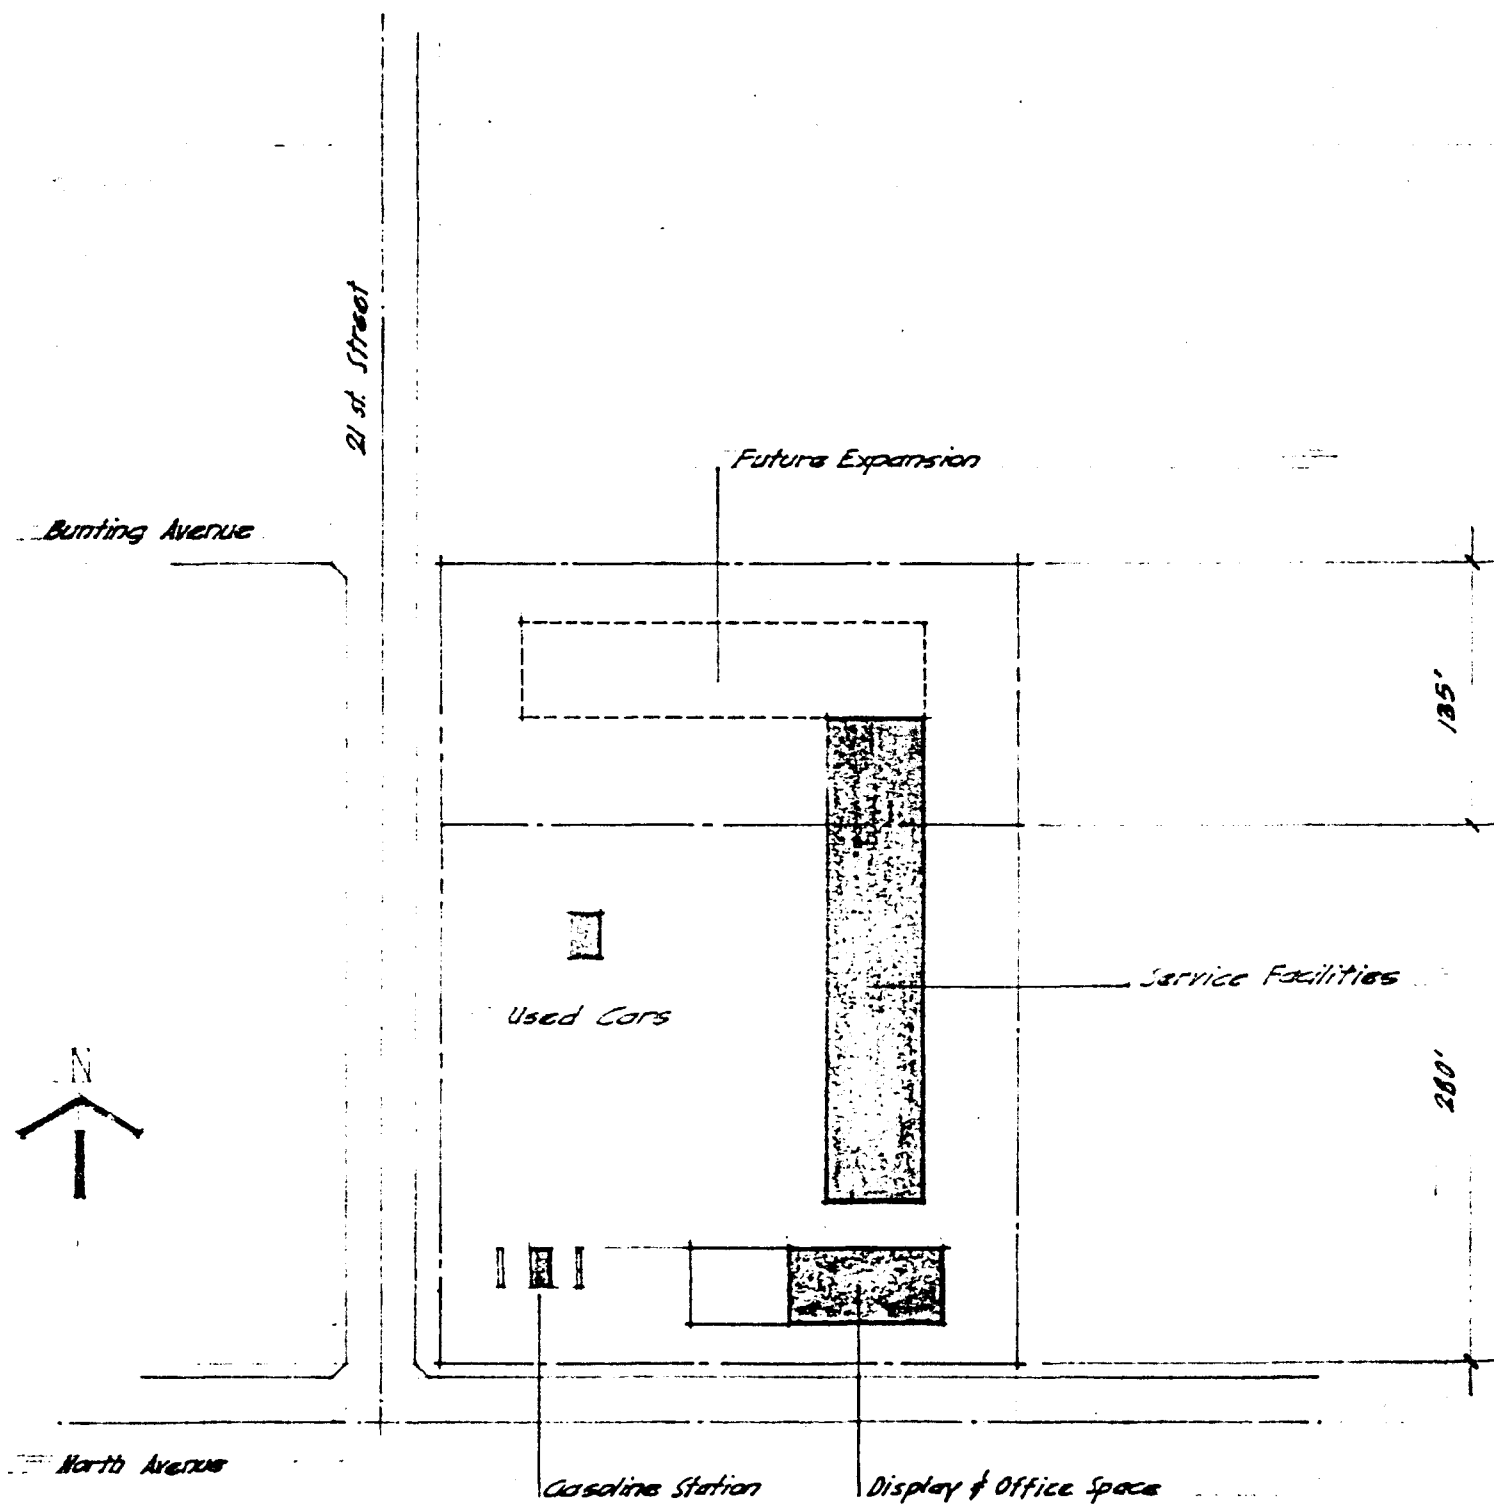 21 st. Street
Future Expansion
Bunting Avenue
135'
Service Facilities
Used Cars
N
280'
North Avenue
Gasoline Station
Display & Office Space